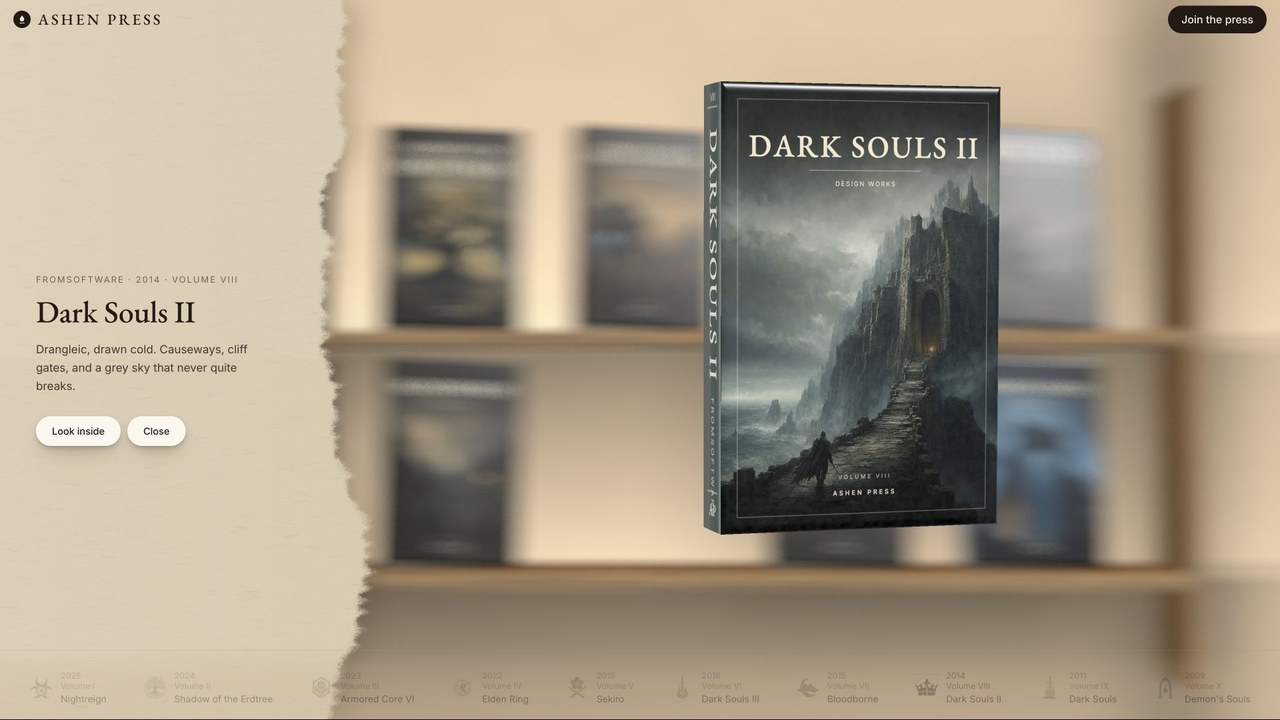 ASHEN PRESS
Join the press
FROMSOFTWARE · 2014 · VOLUME VIII
Dark Souls II
Drangleic, drawn cold. Causeways, cliff
gates, and a grey sky that never quite
breaks.
Look inside
Close
DARK SOULS II
DARK SOULS II
DESIGN WORKS
VOLUME VIII
ASHEN PRESS
2025
Volume I
Nightreign
2024
Volume II
Shadow of the Erdtree
2023
Volume III
Armored Core VI
2022
Volume IV
Elden Ring
2019
Volume V
Sekiro
2016
Volume VI
Dark Souls III
2015
Volume VII
Bloodborne
2014
Volume VIII
Dark Souls II
2011
Volume IX
Dark Souls
2009
Volume X
Demon's Souls